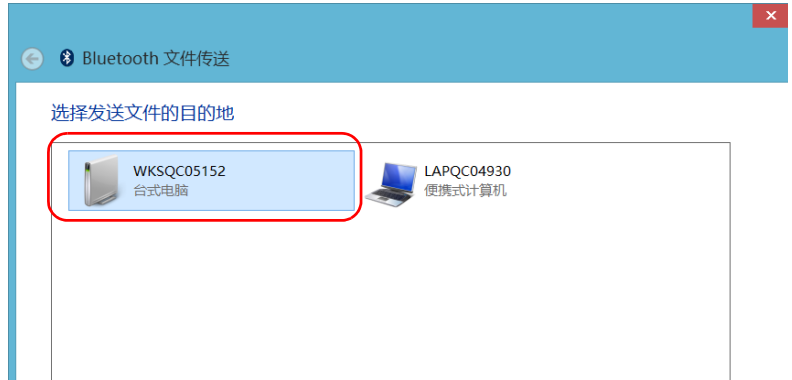 Bluetooth 文件传送
选择发送文件的目的地
WKSQC05152
台式电脑
LAPQC04930
便携式计算机